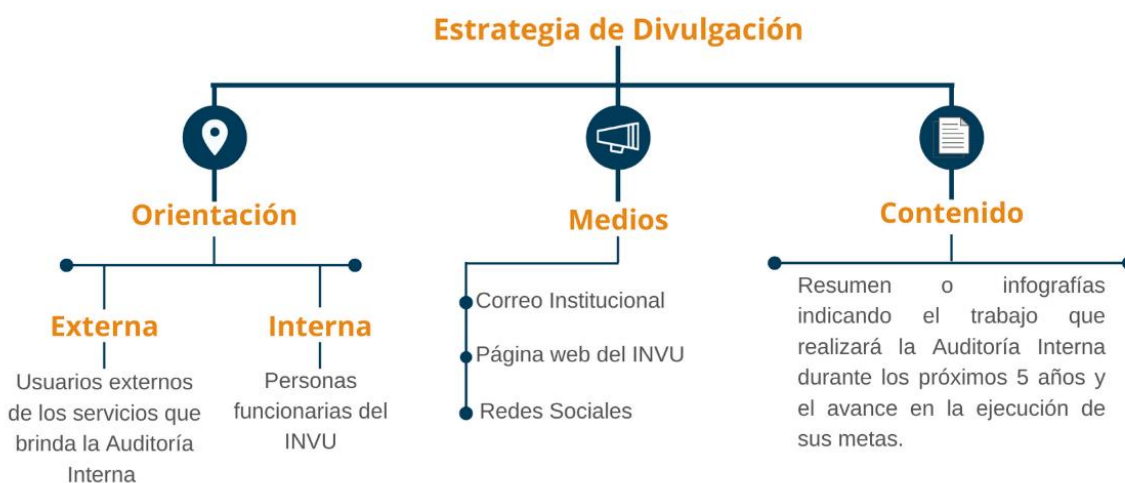 Estrategia de Divulgación
Orientación
Externa
Usuarios externos
de los servicios que
brinda la Auditoría
Interna
Interna
Personas
funcionarias del
INVU
Medios
Correo Institucional
Página web del INVU
Redes Sociales
Contenido
Resumen o infografías
indicando el trabajo que
realizará la Auditoría Interna
durante los próximos 5 años y
el avance en la ejecución de
sus metas.